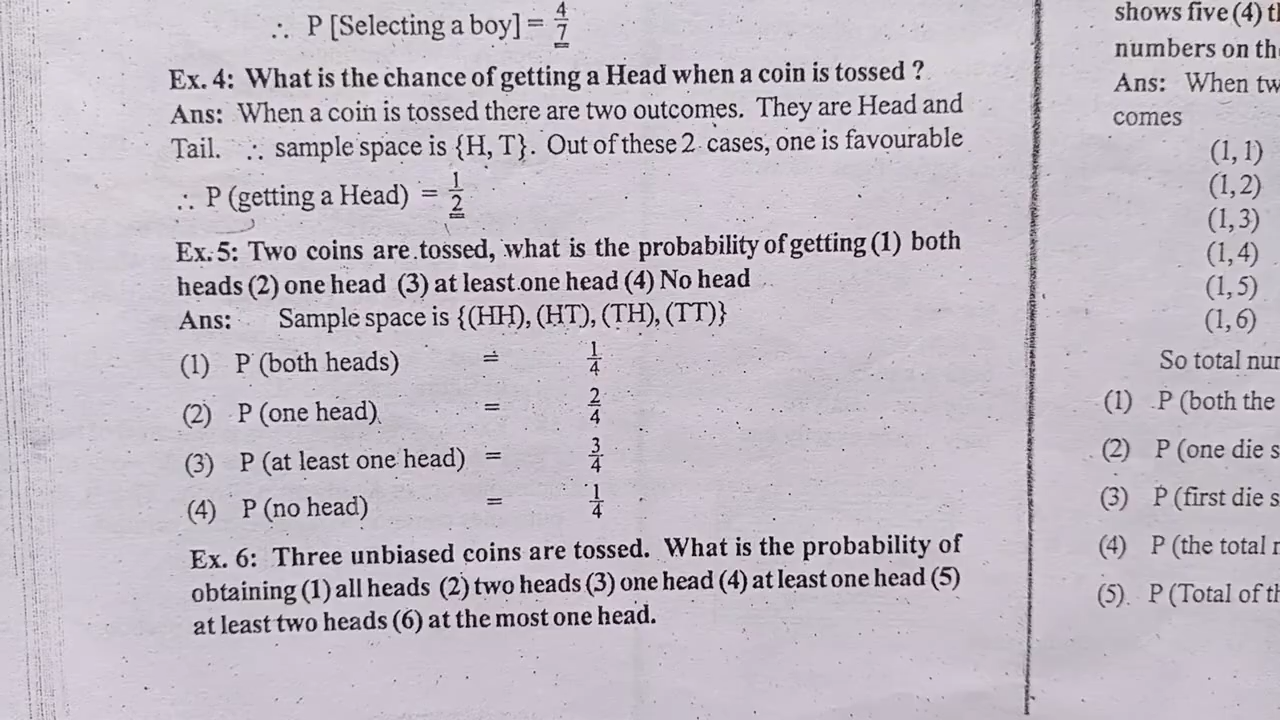 ∴ P [Selecting a boy] = 4/7
Ex. 4: What is the chance of getting a Head when a coin is tossed ?
Ans: When a coin is tossed there are two outcomes. They are Head and
Tail. ∴ sample space is {H, T}. Out of these 2 cases, one is favourable
∴ P (getting a Head) = 1/2
Ex. 5: Two coins are tossed, what is the probability of getting (1) both
heads (2) one head (3) at least one head (4) No head
Ans: Sample space is {(HH), (HT), (TH), (TT)}
(1) P (both heads) = 1/4
(2) P (one head) = 2/4
(3) P (at least one head) = 3/4
(4) P (no head) = 1/4
Ex. 6: Three unbiased coins are tossed. What is the probability of
obtaining (1) all heads (2) two heads (3) one head (4) at least one head (5)
at least two heads (6) at the most one head.
shows five (4)
numbers on
Ans: When
comes
(1, 1)
(1, 2)
(1, 3)
(1, 4)
(1, 5)
(1, 6)
So total
(1) P (both the
(2) P (one die
(3) P (first die
(4) P (the total
(5) P (Total of